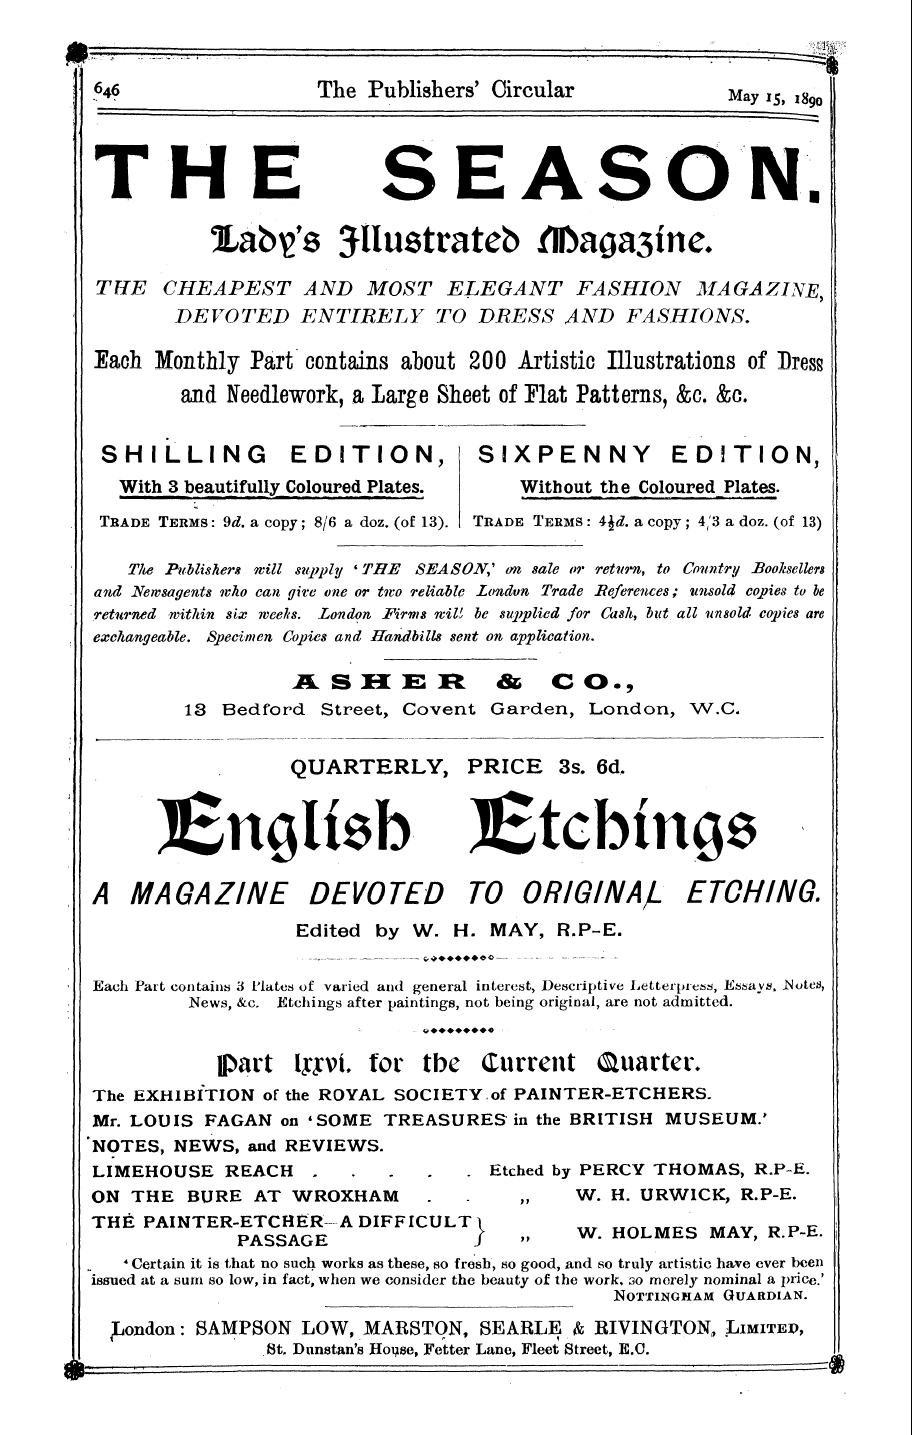 646 The Publishers' Circular May 15, 1890
THE SEASON.
Lady's Illustrated Magazine.
THE CHEAPEST AND MOST ELEGANT FASHION MAGAZINE,
DEVOTED ENTIRELY TO DRESS AND FASHIONS.
Each Monthly Part contains about 200 Artistic Illustrations of Dress
and Needlework, a Large Sheet of Flat Patterns, &c. &c.
SHILLING EDITION,
With 3 beautifully Coloured Plates.
TRADE TERMS: 9d. a copy; 8/6 a doz. (of 13).
SIXPENNY EDITION,
Without the Coloured Plates.
TRADE TERMS: 4½d. a copy; 4/3 a doz. (of 13)
The Publishers will supply 'THE SEASON,' on sale or return, to Country Booksellers
and Newsagents who can give one or two reliable London Trade References; unsold copies to be
returned within six weeks. London Firms will be supplied for Cash, but all unsold copies are
exchangeable. Specimen Copies and Handbills sent on application.
ASHER & CO.,
13 Bedford Street, Covent Garden, London, W.C.
QUARTERLY, PRICE 3s. 6d.
English Etchings
A MAGAZINE DEVOTED TO ORIGINAL ETCHING.
Edited by W. H. MAY, R.P-E.
Each Part contains 3 Plates of varied and general interest, Descriptive Letterpress, Essays, Notes,
News, &c. Etchings after paintings, not being original, are not admitted.
Part lxxvi. for the Current Quarter.
The EXHIBITION of the ROYAL SOCIETY of PAINTER-ETCHERS.
Mr. LOUIS FAGAN on 'SOME TREASURES in the BRITISH MUSEUM.'
NOTES, NEWS, and REVIEWS.
LIMEHOUSE REACH . . . . . Etched by PERCY THOMAS, R.P-E.
ON THE BURE AT WROXHAM . . „ W. H. URWICK, R.P-E.
THE PAINTER-ETCHER—A DIFFICULT
PASSAGE } „ W. HOLMES MAY, R.P-E.
'Certain it is that no such works as these, so fresh, so good, and so truly artistic have ever been
issued at a sum so low, in fact, when we consider the beauty of the work, so merely nominal a price.'
NOTTINGHAM GUARDIAN.
London: SAMPSON LOW, MARSTON, SEARLE & RIVINGTON, LIMITED,
St. Dunstan's House, Fetter Lane, Fleet Street, E.C.